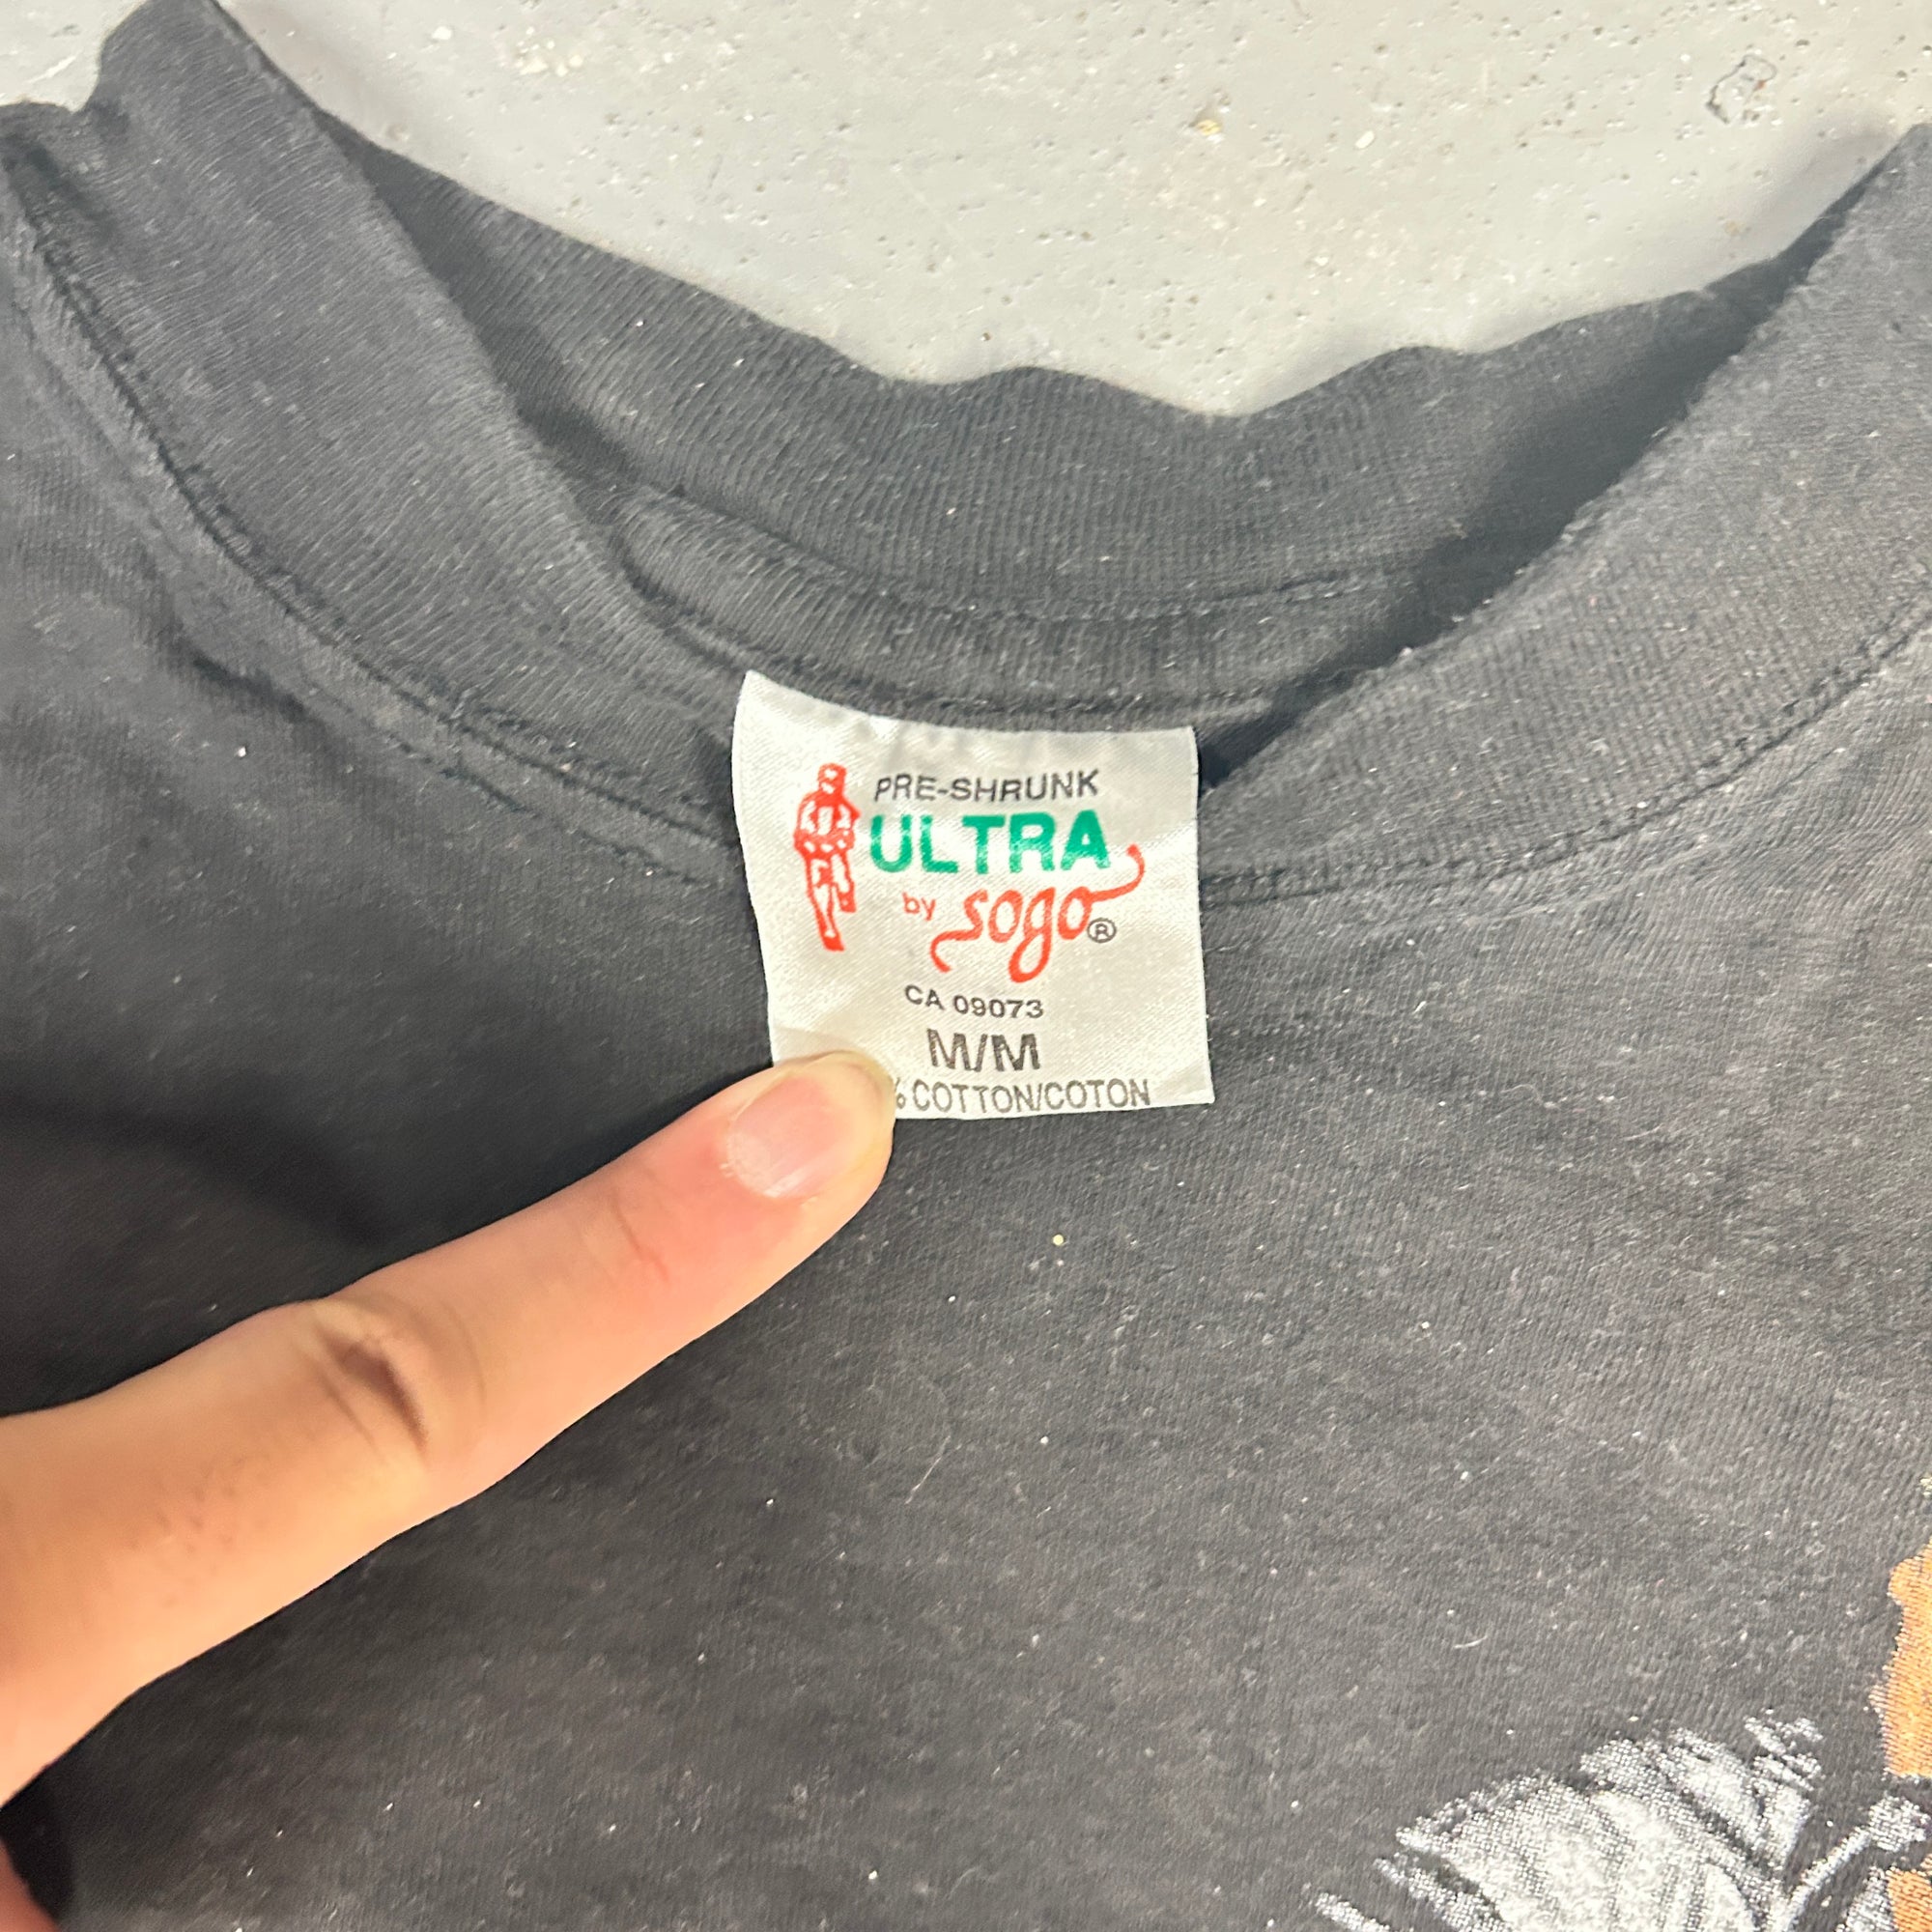 PRE-SHRUNK
ULTRA
by sogo®
CA 09073
M/M
% COTTON/COTON